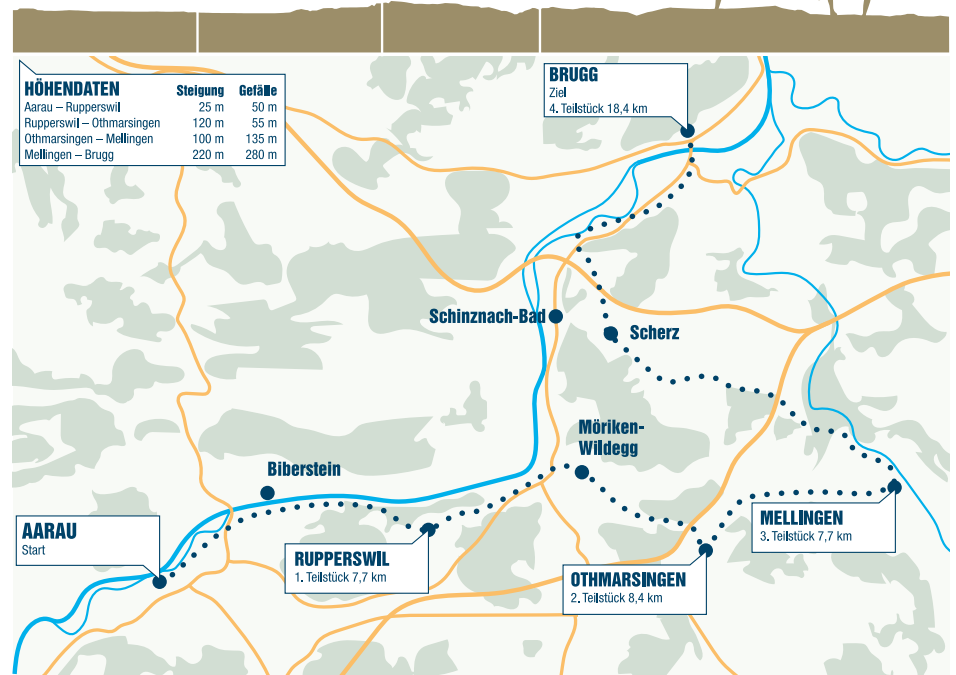 HÖHENDATEN Steigung Gefälle
Aarau – Rupperswil 25 m 50 m
Rupperswil – Othmarsingen 120 m 55 m
Othmarsingen – Mellingen 100 m 135 m
Mellingen – Brugg 220 m 280 m
BRUGG
Ziel
4. Teilstück 18,4 km
Schinznach-Bad
Scherz
Möriken-
Wildegg
Biberstein
AARAU
Start
RUPPERSWIL
1. Teilstück 7,7 km
OTHMARSINGEN
2. Teilstück 8,4 km
MELLINGEN
3. Teilstück 7,7 km